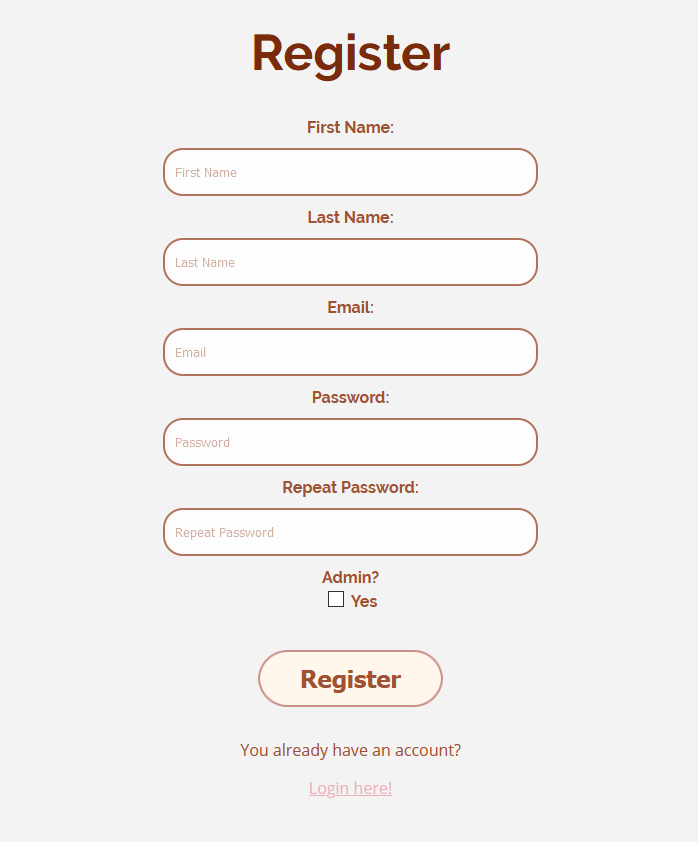 Register
First Name:
First Name
Last Name:
Last Name
Email:
Email
Password:
Password
Repeat Password:
Repeat Password
Admin?
Yes
Register
You already have an account?
Login here!